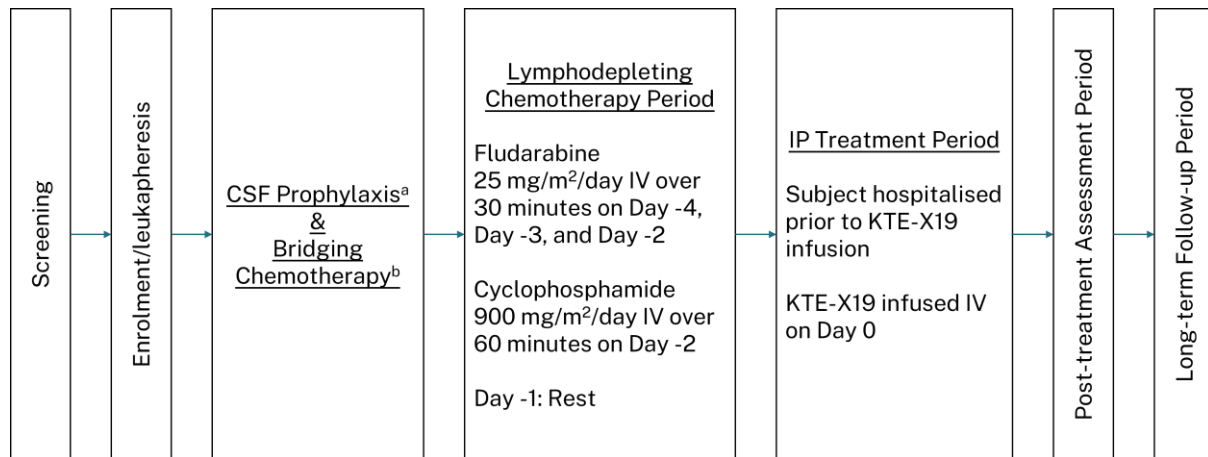 Screening
Enrolment/leukapheresis
CSF Prophylaxisᵃ
&
Bridging
Chemotherapyᵇ
Lymphodepleting
Chemotherapy Period
Fludarabine
25 mg/m²/day IV over
30 minutes on Day -4,
Day -3, and Day -2
Cyclophosphamide
900 mg/m²/day IV over
60 minutes on Day -2
Day -1: Rest
IP Treatment Period
Subject hospitalised
prior to KTE-X19
infusion
KTE-X19 infused IV
on Day 0
Post-treatment Assessment Period
Long-term Follow-up Period